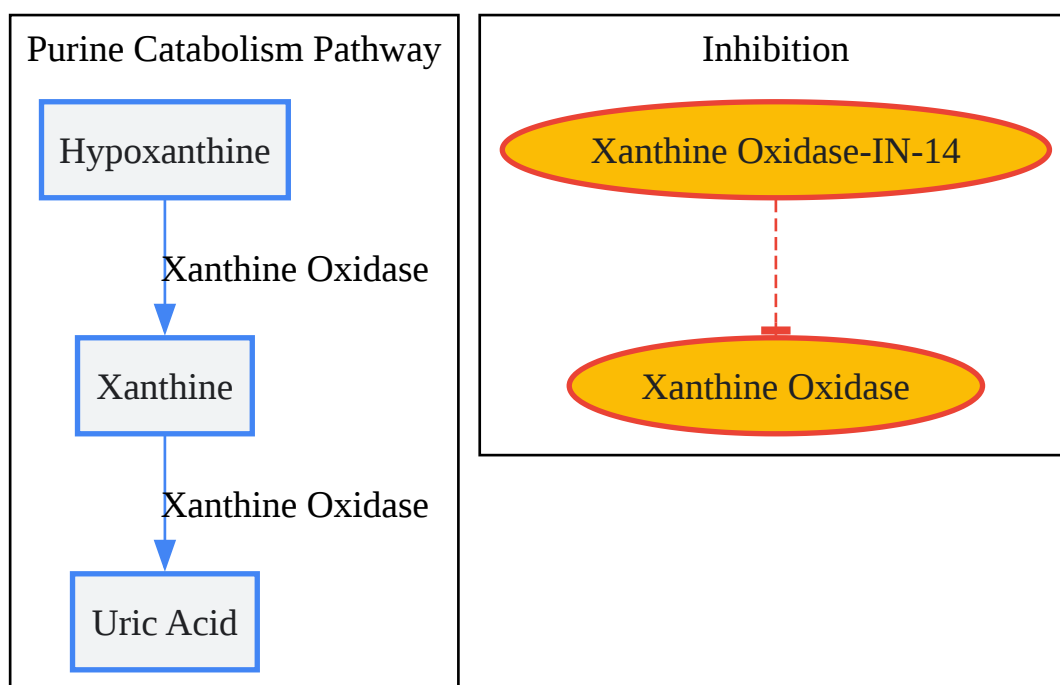 Purine Catabolism Pathway
Hypoxanthine
Xanthine Oxidase
Xanthine
Xanthine Oxidase
Uric Acid
Inhibition
Xanthine Oxidase-IN-14
Xanthine Oxidase